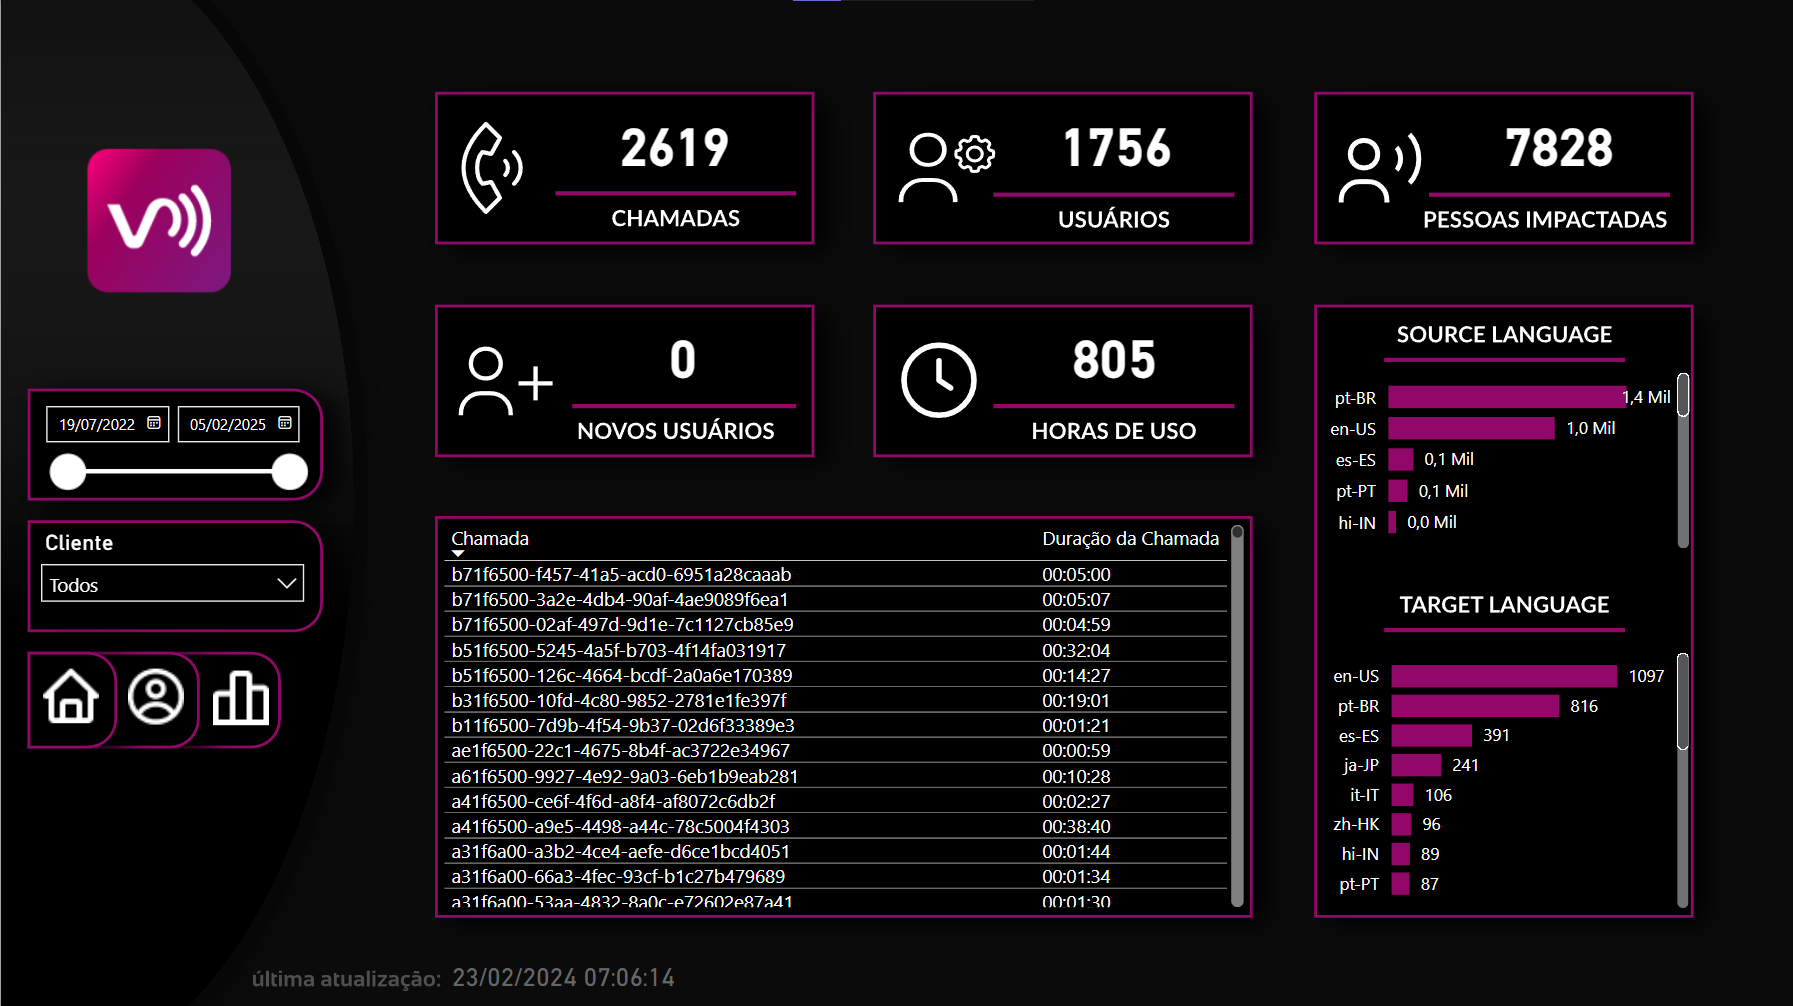 2619
CHAMADAS
1756
USUÁRIOS
7828
PESSOAS IMPACTADAS
0
NOVOS USUÁRIOS
805
HORAS DE USO
19/07/2022
05/02/2025
Cliente
Todos
SOURCE LANGUAGE
pt-BR 1,4 Mil
en-US 1,0 Mil
es-ES 0,1 Mil
pt-PT 0,1 Mil
hi-IN 0,0 Mil
TARGET LANGUAGE
en-US 1097
pt-BR 816
es-ES 391
ja-JP 241
it-IT 106
zh-HK 96
hi-IN 89
pt-PT 87
Chamada Duração da Chamada
b71f6500-f457-41a5-acd0-6951a28caaab 00:05:00
b71f6500-3a2e-4db4-90af-4ae9089f6ea1 00:05:07
b71f6500-02af-497d-9d1e-7c1127cb85e9 00:04:59
b51f6500-5245-4a5f-b703-4f14fa031917 00:32:04
b51f6500-126c-4664-bcdf-2a0a6e170389 00:14:27
b31f6500-10fd-4c80-9852-2781e1fe397f 00:19:01
b11f6500-7d9b-4f54-9b37-02d6f33389e3 00:01:21
ae1f6500-22c1-4675-8b4f-ac3722e34967 00:00:59
a61f6500-9927-4e92-9a03-6eb1b9eab281 00:10:28
a41f6500-ce6f-4f6d-a8f4-af8072c6db2f 00:02:27
a41f6500-a9e5-4498-a44c-78c5004f4303 00:38:40
a31f6a00-a3b2-4ce4-aefe-d6ce1bcd4051 00:01:44
a31f6a00-66a3-4fec-93cf-b1c27b479689 00:01:34
a31f6a00-53aa-4832-8a0c-e72602e87a41 00:01:30
última atualização: 23/02/2024 07:06:14